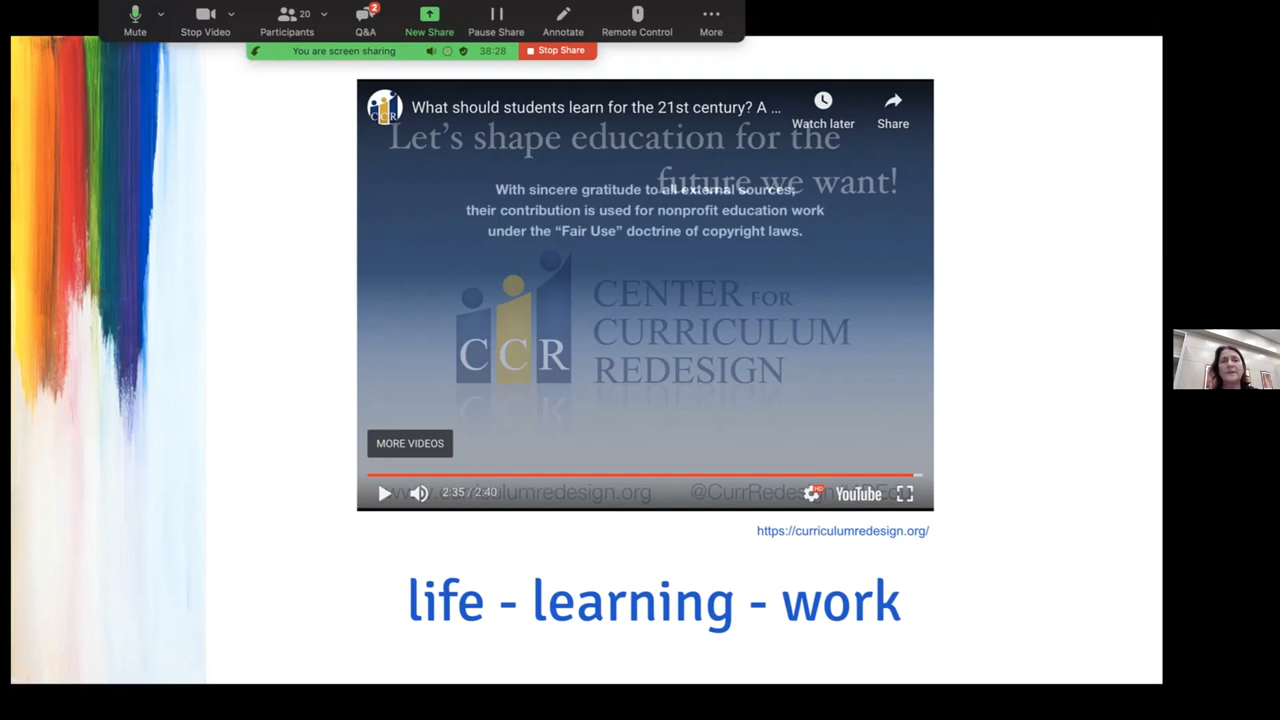 20
2
Mute
Stop Video
Participants
Q&A
New Share
Pause Share
Annotate
Remote Control
More
You are screen sharing
38:28
Stop Share
CCR
What should students learn for the 21st century? A ...
Watch later
Share
Let's shape education for the
future we want!
With sincere gratitude to all external sources;
their contribution is used for nonprofit education work
under the “Fair Use” doctrine of copyright laws.
CCR
CENTER FOR
CURRICULUM
REDESIGN
MORE VIDEOS
2:35 / 2:40
HD
YouTube
https://curriculumredesign.org/
life - learning - work